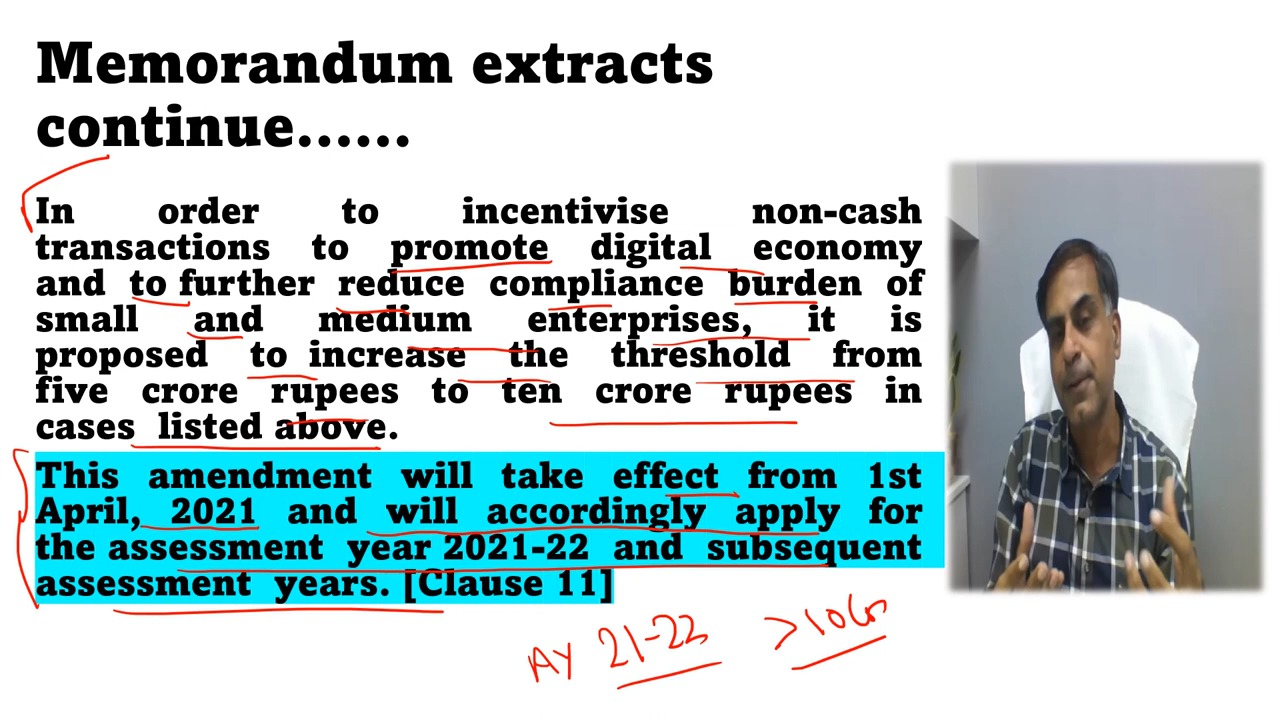 Memorandum extracts
continue......
In order to incentivise non-cash
transactions to promote digital economy
and to further reduce compliance burden of
small and medium enterprises, it is
proposed to increase the threshold from
five crore rupees to ten crore rupees in
cases listed above.
This amendment will take effect from 1st
April, 2021 and will accordingly apply for
the assessment year 2021-22 and subsequent
assessment years. [Clause 11]
AY 21-22 >10Cr